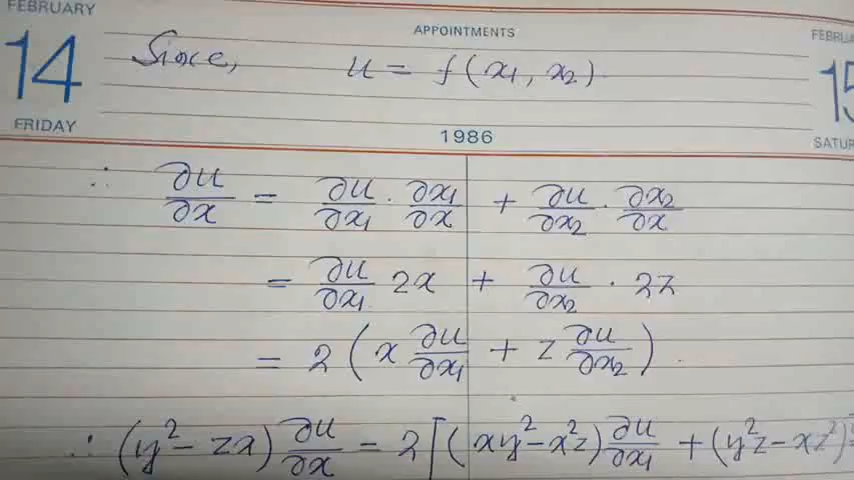 FEBRUARY
14
FRIDAY
APPOINTMENTS
1986
FEBRUA
15
SATUR
Since, u = f(x₁, x₂)
∴ ∂u/∂x = ∂u/∂x₁ · ∂x₁/∂x + ∂u/∂x₂ · ∂x₂/∂x
= ∂u/∂x₁ 2x + ∂u/∂x₂ · 2z
= 2 (x ∂u/∂x₁ + z ∂u/∂x₂).
∴ (y² - zx) ∂u/∂x = 2[(xy² - x²z) ∂u/∂x₁ + (y²z - xz²)